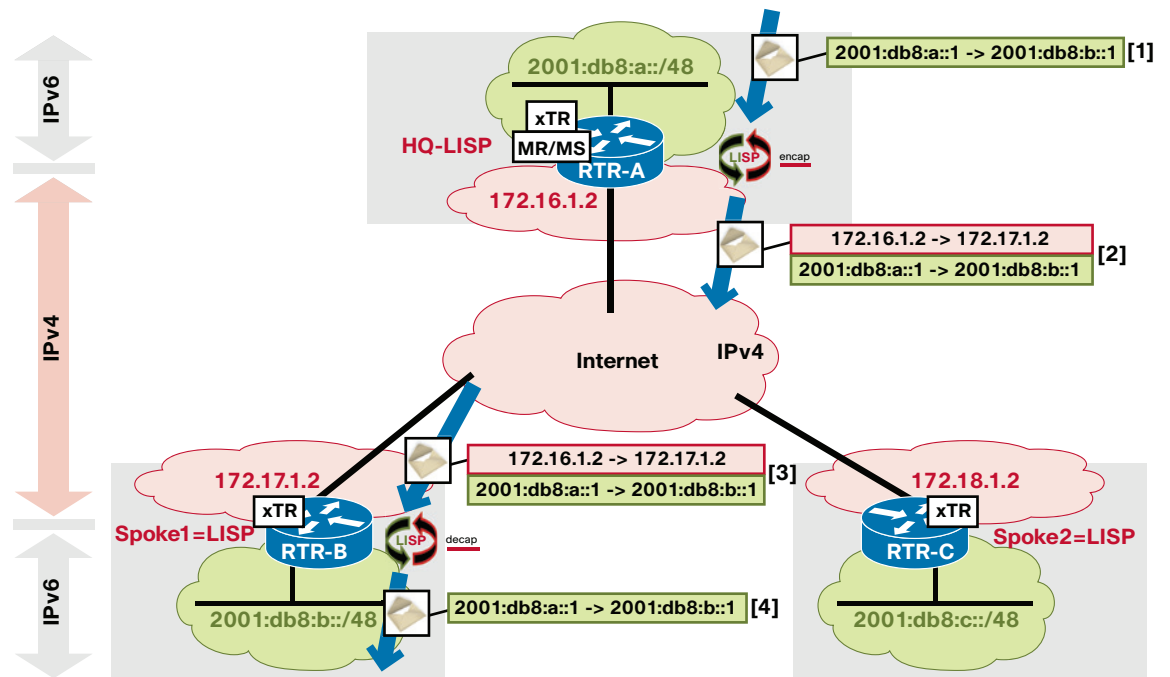 IPv6
2001:db8:a::1 -> 2001:db8:b::1 [1]
2001:db8:a::/48
xTR
MR/MS
HQ-LISP
RTR-A
LISP
encap
172.16.1.2
172.16.1.2 -> 172.17.1.2
2001:db8:a::1 -> 2001:db8:b::1
[2]
IPv4
Internet
IPv4
172.16.1.2 -> 172.17.1.2
2001:db8:a::1 -> 2001:db8:b::1
[3]
172.17.1.2
xTR
Spoke1=LISP
RTR-B
LISP
decap
172.18.1.2
xTR
Spoke2=LISP
RTR-C
IPv6
2001:db8:b::/48
2001:db8:a::1 -> 2001:db8:b::1 [4]
2001:db8:c::/48